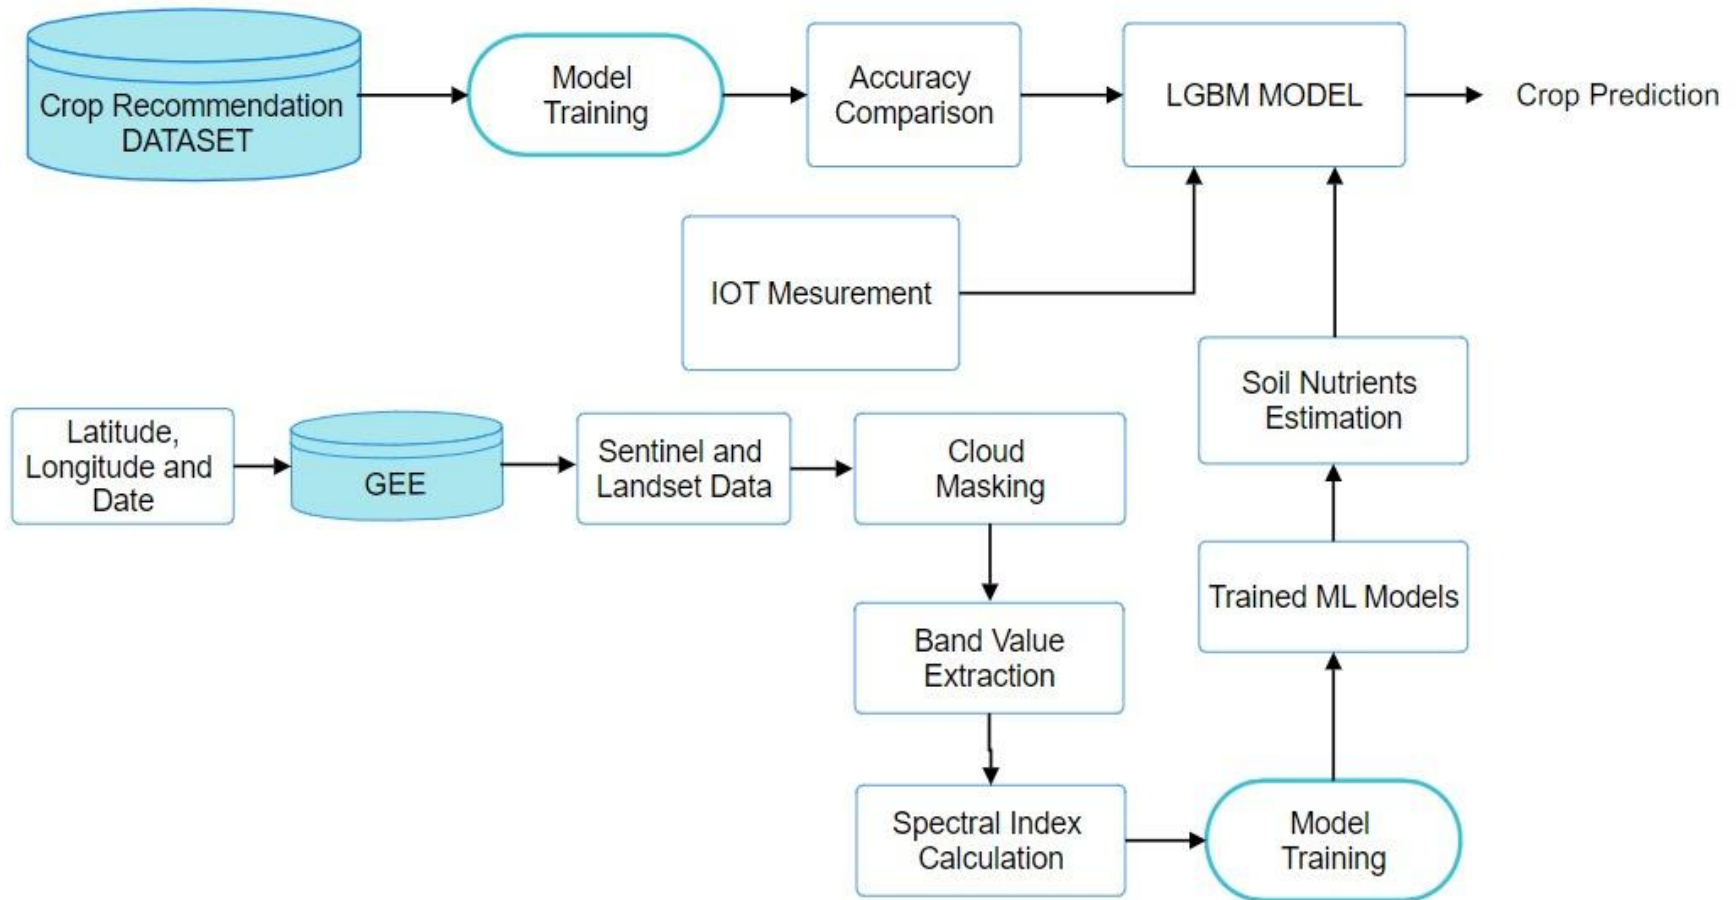 Crop Recommendation
DATASET
Model
Training
Accuracy
Comparison
LGBM MODEL
Crop Prediction
IOT Mesurement
Soil Nutrients
Estimation
Latitude,
Longitude and
Date
GEE
Sentinel and
Landset Data
Cloud
Masking
Trained ML Models
Band Value
Extraction
Spectral Index
Calculation
Model
Training